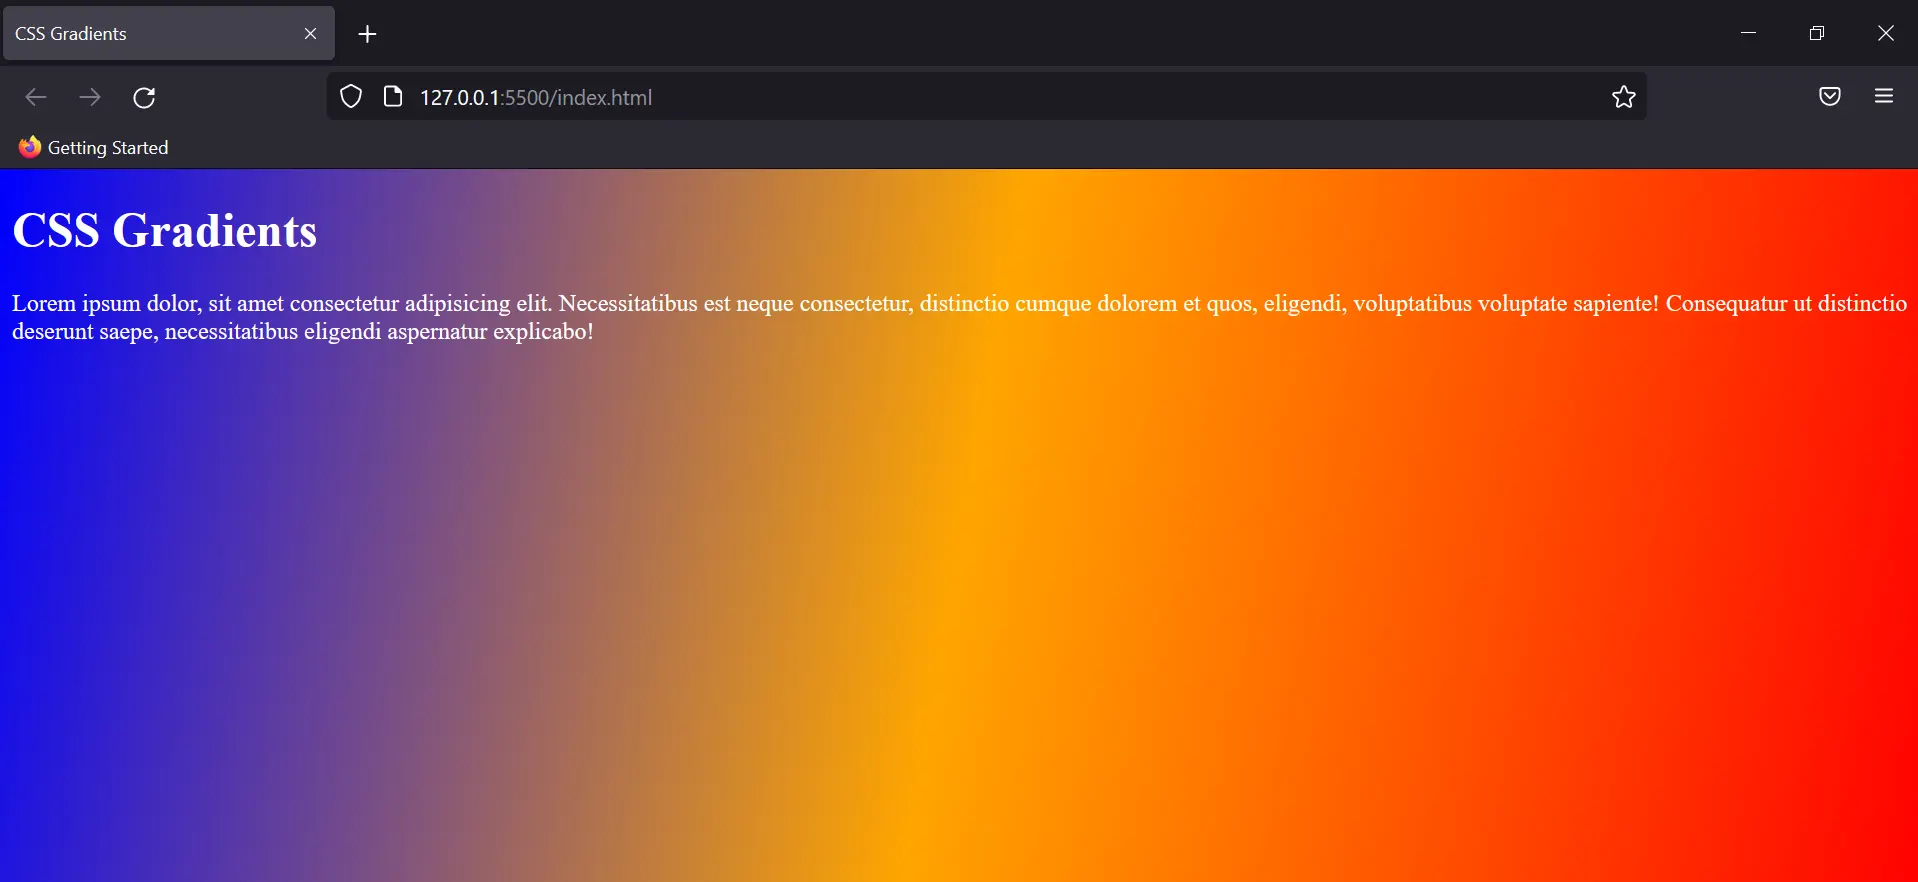 CSS Gradients
127.0.0.1:5500/index.html
Getting Started
CSS Gradients
Lorem ipsum dolor, sit amet consectetur adipisicing elit. Necessitatibus est neque consectetur, distinctio cumque dolorem et quos, eligendi, voluptatibus voluptate sapiente! Consequatur ut distinctio
deserunt saepe, necessitatibus eligendi aspernatur explicabo!